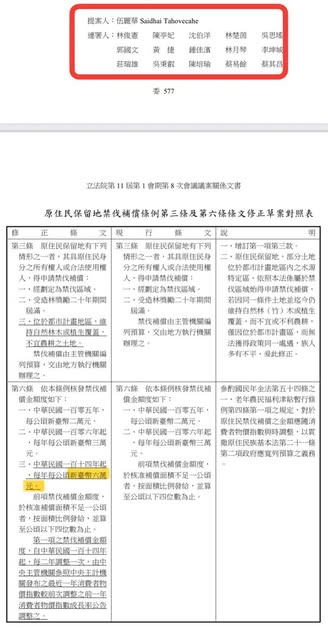 提案人：伍麗華 Saidhai Tahovecahe
連署人：林俊憲　陳亭妃　沈伯洋　林楚茵　吳思瑤
郭國文　黃　捷　鍾佳濱　林月琴　李坤城
莊瑞雄　吳秉叡　陳培瑜　蔡易餘　蔡其昌
委 577
立法院第 11 屆第 1 會期第 8 次會議議案關係文書
原住民保留地禁伐補償條例第三條及第六條條文修正草案對照表
修正條文
第三條　原住民保留地有下列
情形之一者，其具原住民身
分之所有權人或合法使用權
人，得申請禁伐補償：
一、經劃定為禁伐區域。
二、受造林獎勵二十年期間
屆滿。
三、位於都市計畫地區，維
持自然林木或植生覆蓋，
不宜農耕之土地。
禁伐補償由主管機關編
列預算，交由地方執行機關
辦理之。
現行條文
第三條　原住民保留地有下列
情形之一者，其具原住民身
分之所有權人或合法使用權
人，得申請禁伐補償：
一、經劃定為禁伐區域。
二、受造林獎勵二十年期間
屆滿。
禁伐補償由主管機關編
列預算，交由地方執行機關
辦理之。
說明
一、增訂第一項第三款。
二、原住民保留地，部分土地
位於都市計畫地區內之水源
特定區，依法無法操作於禁
伐區域給得申請禁伐補償。
若因同一條件土地並迄今仍
維持自然林（竹）木或植生
覆蓋，而不宜或不利農耕，
僅因位於都市計畫區，而無
法獲得政策同一處遇，族人
多有不平，爰此修正。
第六條　依本條例核發禁伐補
償金額度如下：
一、中華民國一百零五年，
每公頃新臺幣二萬元。
二、中華民國一百零六年起
，每年每公頃新臺幣三萬
元。
三、中華民國一百十四年起
，每年每公頃新臺幣六萬
元。
前項禁伐補償金額度，
於核准補償面積不足一公頃
者，按面積比例發給，並算
至公頃以下四位數為止。
第一項之禁伐補償金額
度，自中華民國一百十四年
起，每二年調整一次，由中
央主管機關參照中央主計機
關發布之最近一年消費者物
價指數較前次調整之前一年
消費者物價指數成長率公告
調整之。
第六條　依本條例核發禁伐補
償金額度如下：
一、中華民國一百零五年，
每公頃新臺幣二萬元。
二、中華民國一百零六年起
，每年每公頃新臺幣三萬
元。
前項禁伐補償金額度，
於核准補償面積不足一公頃
者，按面積比例發給，並算
至公頃以下四位數為止。
參酌國民年金法第五十四條之
一、老年農民福利津貼暫行條
例第四條第一項之規定，對於
原住民禁伐補償之金額應隨消
費者物價指數得時調整，以貫
徹原住民族基本法第二十一條
第二項政府應寬列預算之義務
。